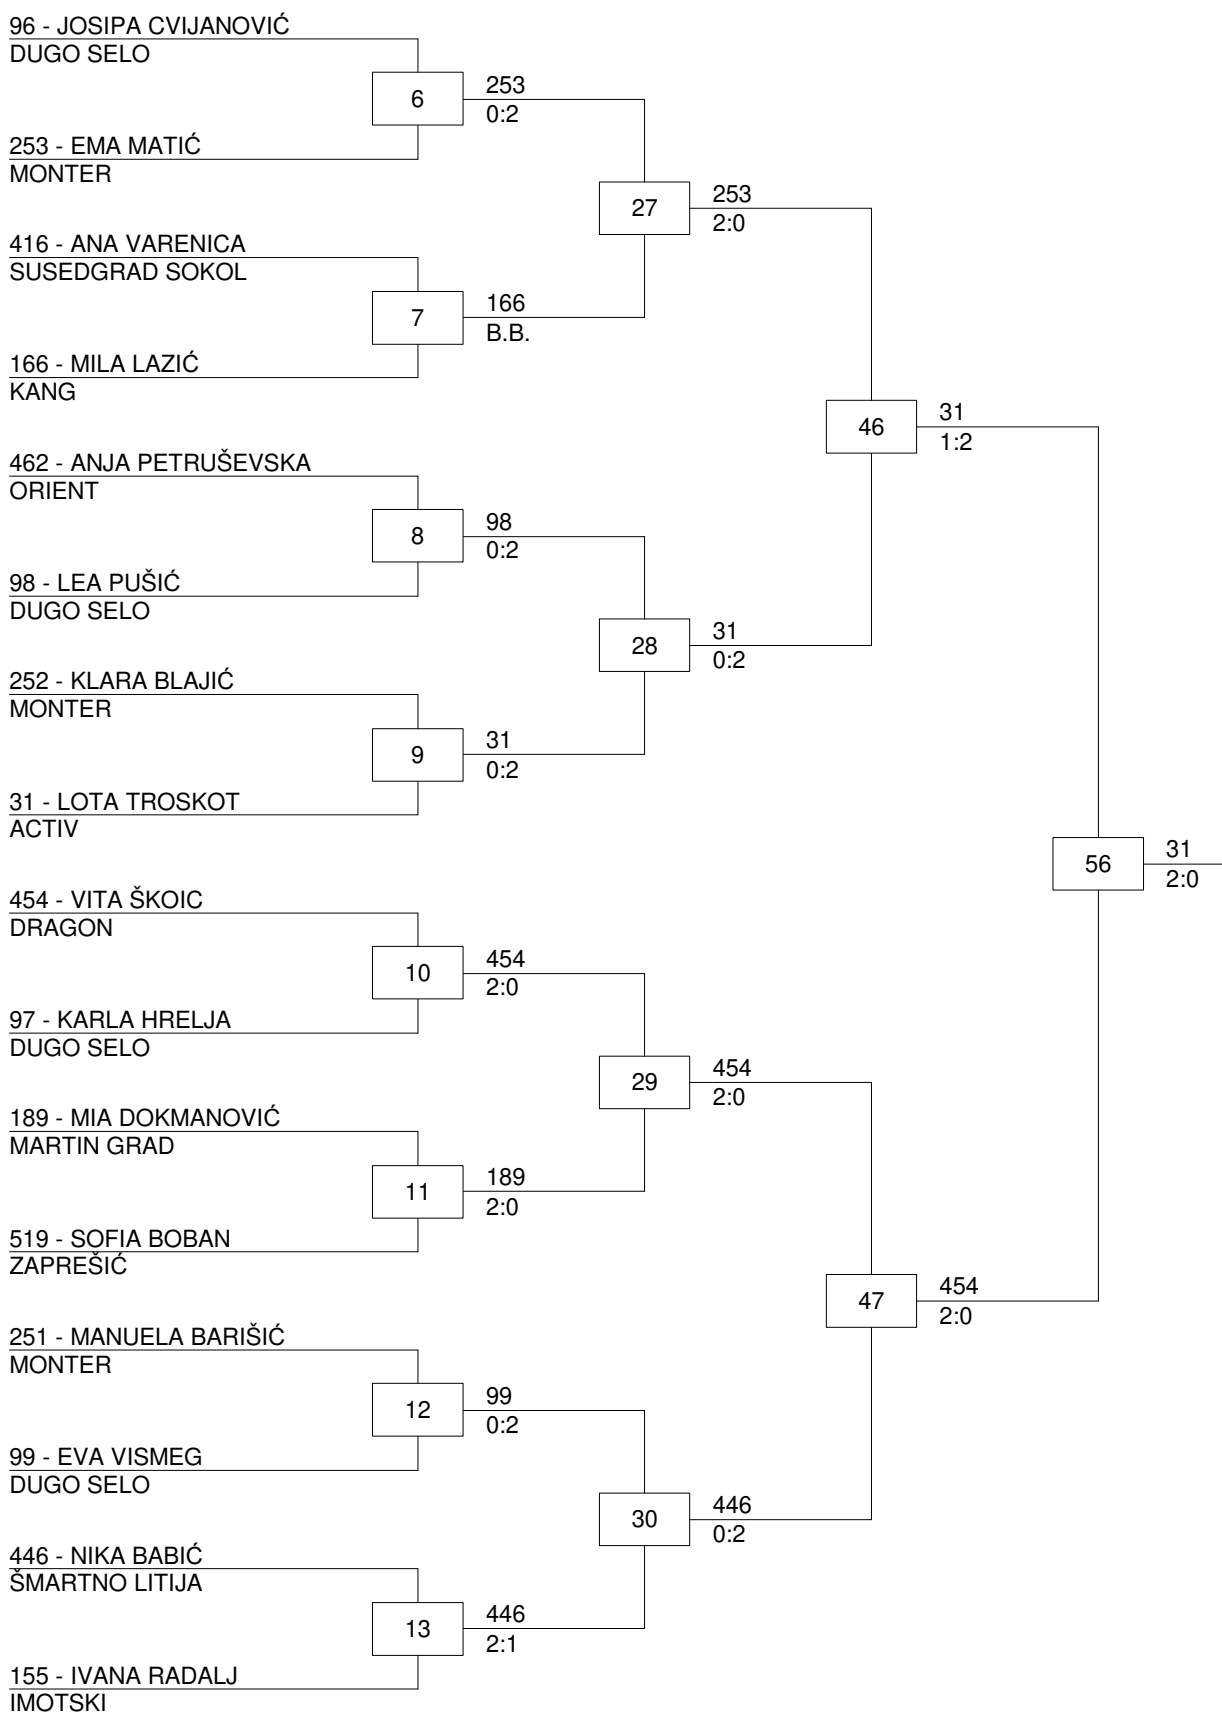 96 - JOSIPA CVIJANOVIĆ
DUGO SELO
6
253
0:2
253 - EMA MATIĆ
MONTER
27
253
2:0
416 - ANA VARENICA
SUSEDGRAD SOKOL
7
166
B.B.
166 - MILA LAZIĆ
KANG
46
31
1:2
462 - ANJA PETRUŠEVSKA
ORIENT
8
98
0:2
98 - LEA PUŠIĆ
DUGO SELO
28
31
0:2
252 - KLARA BLAJIĆ
MONTER
9
31
0:2
31 - LOTA TROSKOT
ACTIV
56
31
2:0
454 - VITA ŠKOIC
DRAGON
10
454
2:0
97 - KARLA HRELJA
DUGO SELO
29
454
2:0
189 - MIA DOKMANOVIĆ
MARTIN GRAD
11
189
2:0
519 - SOFIA BOBAN
ZAPREŠIĆ
47
454
2:0
251 - MANUELA BARIŠIĆ
MONTER
12
99
0:2
99 - EVA VISMEG
DUGO SELO
30
446
0:2
446 - NIKA BABIĆ
ŠMARTNO LITIJA
13
446
2:1
155 - IVANA RADALJ
IMOTSKI